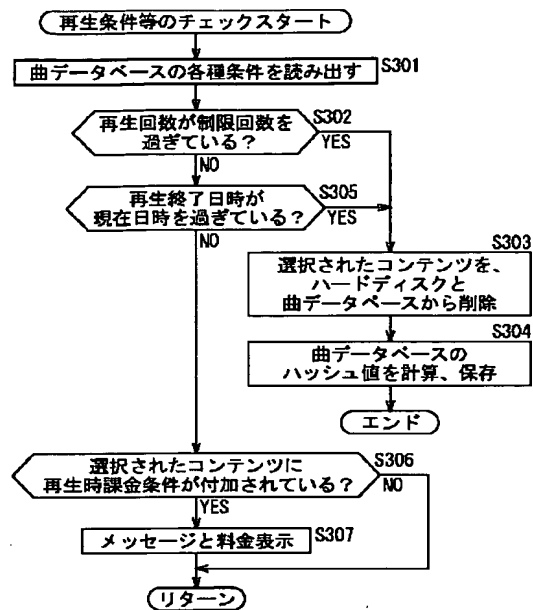 再生条件等のチェックスタート
曲データベースの各種条件を読み出す
S301
再生回数が制限回数を
過ぎている?
S302
YES
NO
再生終了日時が
現在日時を過ぎている?
S305
YES
NO
S303
選択されたコンテンツを、
ハードディスクと
曲データベースから削除
S304
曲データベースの
ハッシュ値を計算、保存
エンド
選択されたコンテンツに
再生時課金条件が付加されている?
S306
NO
YES
メッセージと料金表示
S307
リターン